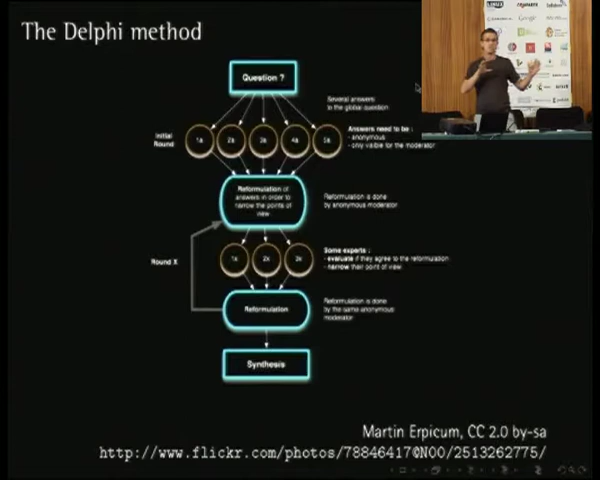 The Delphi method
Question ?
Several answers
to the global question
Initial
Round
1a
2a
3a
4a
5a
Answers need to be :
- anonymous
- only visible for the moderator
Reformulation of
answers in order to
narrow the points of
view
Reformulation is done
by anonymous moderator
Round X
1x
2x
3x
Some experts :
- evaluate if they agree to the reformulation
- narrow their point of view
Reformulation
Reformulation is done
by the same anonymous
moderator
Synthesis
Martin Erpicum, CC 2.0 by-sa
http://www.flickr.com/photos/78846417@N00/2513262775/
Google